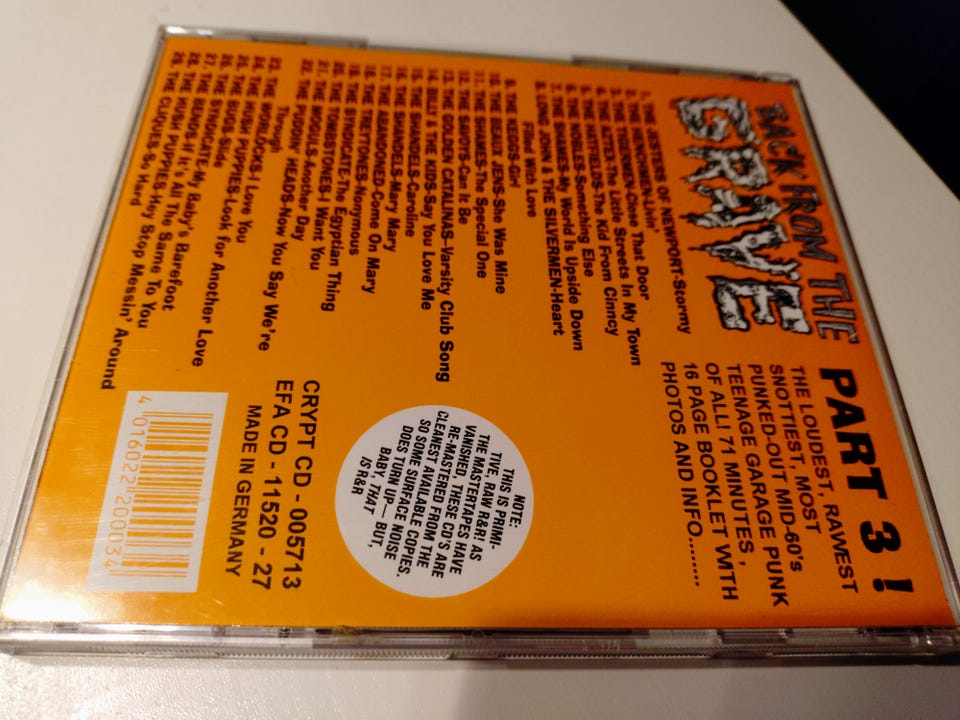 BACK FROM THE
GRAVE
PART 3 !
THE LOUDEST, RAWEST
SNOTTIEST, MOST
PUNKED-OUT MID-60's
TEENAGE GARAGE PUNK
OF ALL! 71 MINUTES ,
16 PAGE BOOKLET WMTH
PHOTOS AND INFO........
1. THE JESTERS OF NEWPORT-Stormy
2. THE HENCHMEN-Livin'
3. THE TIGERMEN-Close That Door
4. THE AZTEX-The Little Streets In My Town
5. THE HATFIELDS-The Kid From Cinncy
6. THE NOBLES-Something Else
7. THE SHAMES-My World Is Upside Down
8. LONG JOHN & THE SILVERMEN-Heart
Filled With Love
9. THE KEGGS-Girl
10. THE BEAUX JENS-She Was Mine
11. THE SHAMES-The Special One
12. THE SAVOYS-Can It Be
13. THE GOLDEN CATALINAS-Varsity Club Song
14. BILLY & THE KIDS-Say You Love Me
15. THE SHANDELS-Caroline
16. THE SHANDELS-Mary Mary
17. THE ABANDONED-Come On Mary
18. THE TREYTONES-Nonymous
19. THE SYNDICATE-The Egyptian Thing
20. THE TOMSTONES-I Want You
21. THE MOGULS-Another Day
22. THE PUDDIN' HEADS-Now You Say We're
Through
23. THE WORLOCKS-I Love You
24. THE HUSH PUPPIES-Look for Another Love
25. THE BUGS-Slide
26. THE SYNDICATE-My Baby's Barefoot
27. THE BENDS-If It's All The Same To You
28. THE HUSH PUPPIES-Hey Stop Messin' Around
29. THE CLIQUES-So Hard
NOTE:
THIS IS PRIMI-
TIVE, RAW R&R! AS
THE MASTERTAPES HAVE
VANISHED, THESE CD'S ARE
RE-MASTERED FROM THE
CLEANEST AVAILABLE COPIES.
SO SOME SURFACE NOISE
DOES TURN UP— BUT,
BABY, THAT
IS R&R
CRYPT CD - 005713
EFA CD - 11520 - 27
MADE IN GERMANY
4 016022 200034